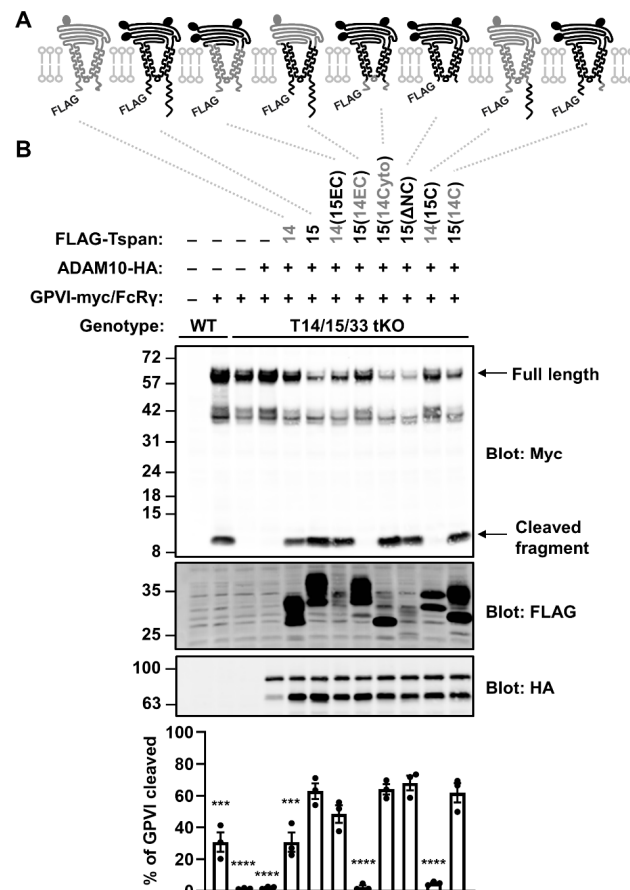 A
FLAG FLAG FLAG FLAG FLAG FLAG FLAG FLAG
B
14 15 14(15EC) 15(14EC) 15(14Cyto) 15(ΔNC) 14(15C) 15(14C)
FLAG-Tspan: – – – –
ADAM10-HA: – – – + + + + + + + + +
GPVI-myc/FcRγ: – + + + + + + + + + + +
Genotype: WT T14/15/33 tKO
72
57
42
31
24
18
15
8
Full length
Blot: Myc
Cleaved
fragment
35
25
Blot: FLAG
100
63
Blot: HA
% of GPVI cleaved
100
80
60
40
20
0
*** **** **** *** **** ****